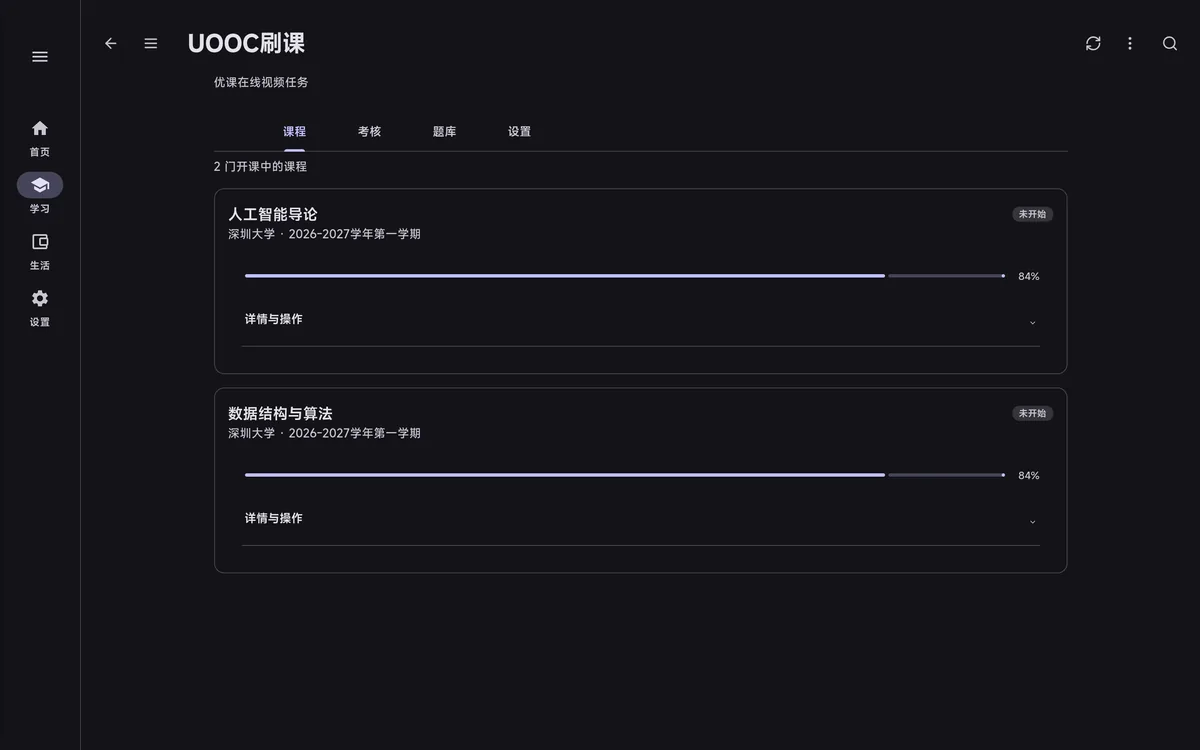 UOOC刷课
优课在线视频任务
首页
学习
生活
设置
课程
考核
题库
设置
2 门开课中的课程
人工智能导论
未开始
深圳大学 · 2026-2027学年第一学期
84%
详情与操作
数据结构与算法
未开始
深圳大学 · 2026-2027学年第一学期
84%
详情与操作